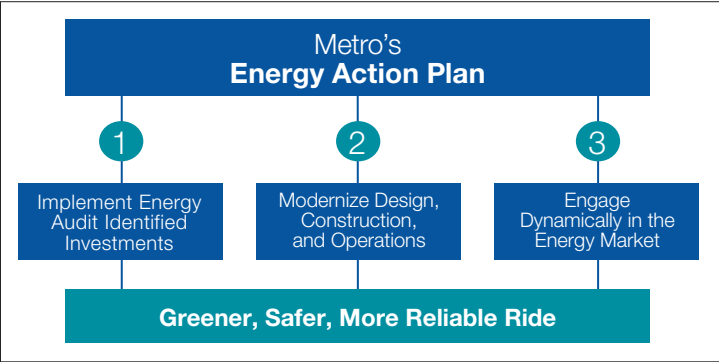 Metro's
Energy Action Plan
1
2
3
Implement Energy
Audit Identified
Investments
Modernize Design,
Construction,
and Operations
Engage
Dynamically in the
Energy Market
Greener, Safer, More Reliable Ride